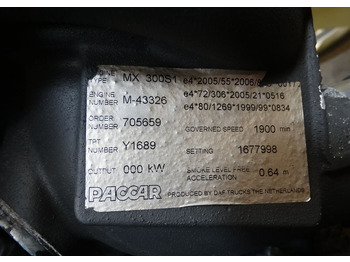 ENGINE TYPE MX 300S1 e4*2005/55*2006/
ENGINE NUMBER M-43326 e4*72/306*2005/21*0516
e4*80/1269*1999/99*0834
ORDER NUMBER 705659 GOVERNED SPEED 1900 min
TPT NUMBER Y1689 SETTING 1677998
OUTPUT 000 kW SMOKE LEVEL FREE ACCELERATION 0.64 m
PACCAR PRODUCED BY DAF TRUCKS THE NETHERLANDS